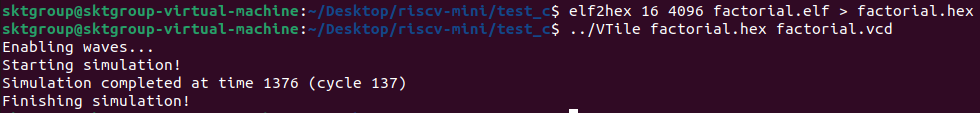 sktgroup@sktgroup-virtual-machine:~/Desktop/riscv-mini/test_c$ elf2hex 16 4096 factorial.elf > factorial.hex
sktgroup@sktgroup-virtual-machine:~/Desktop/riscv-mini/test_c$ ../VTile factorial.hex factorial.vcd
Enabling waves...
Starting simulation!
Simulation completed at time 1376 (cycle 137)
Finishing simulation!